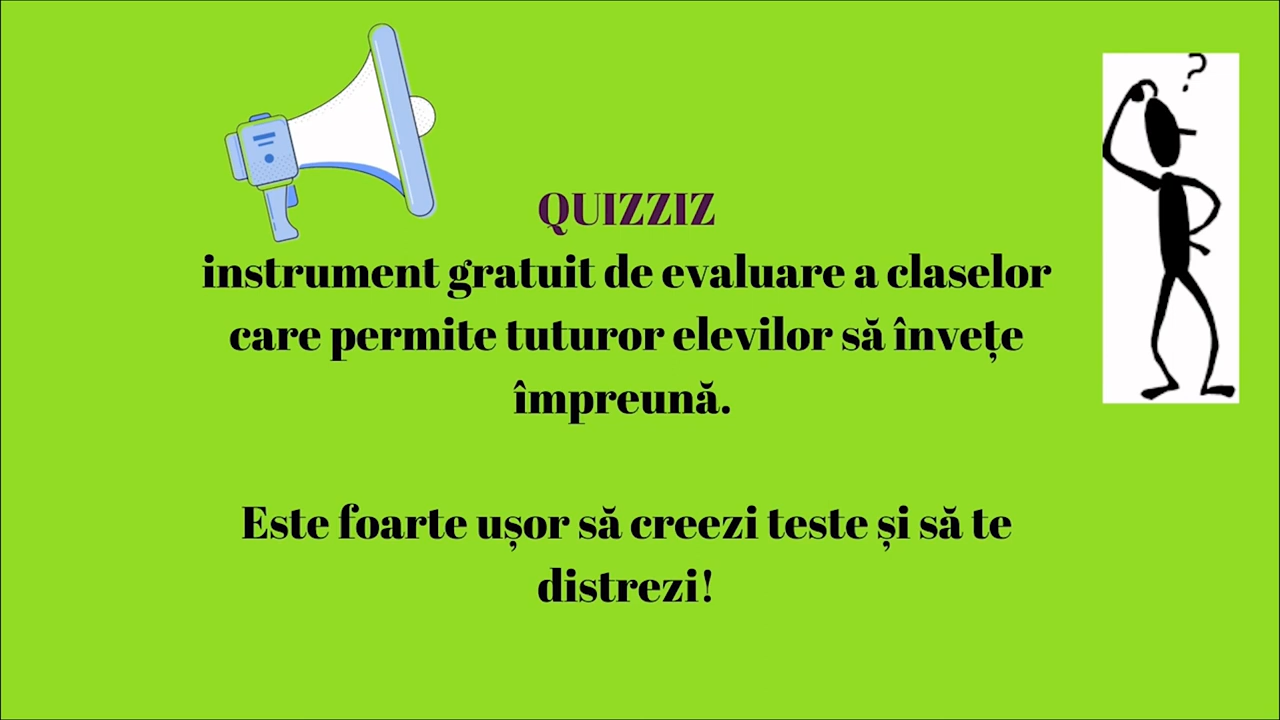 ?
QUIZZIZ
instrument gratuit de evaluare a claselor
care permite tuturor elevilor să învețe
împreună.
Este foarte ușor să creezi teste și să te
distrezi!